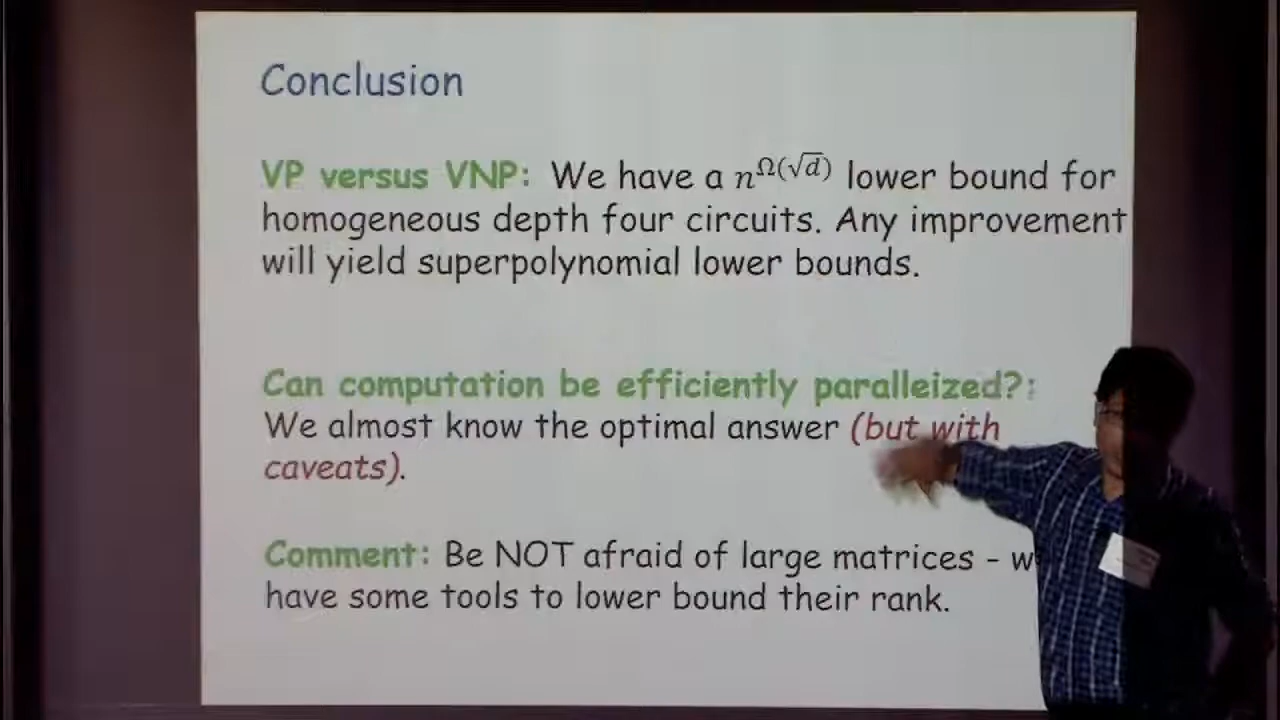 Conclusion
VP versus VNP: We have a n^Ω(√d) lower bound for
homogeneous depth four circuits. Any improvement
will yield superpolynomial lower bounds.
Can computation be efficiently paralleized?:
We almost know the optimal answer (but with
caveats).
Comment: Be NOT afraid of large matrices - w
have some tools to lower bound their rank.